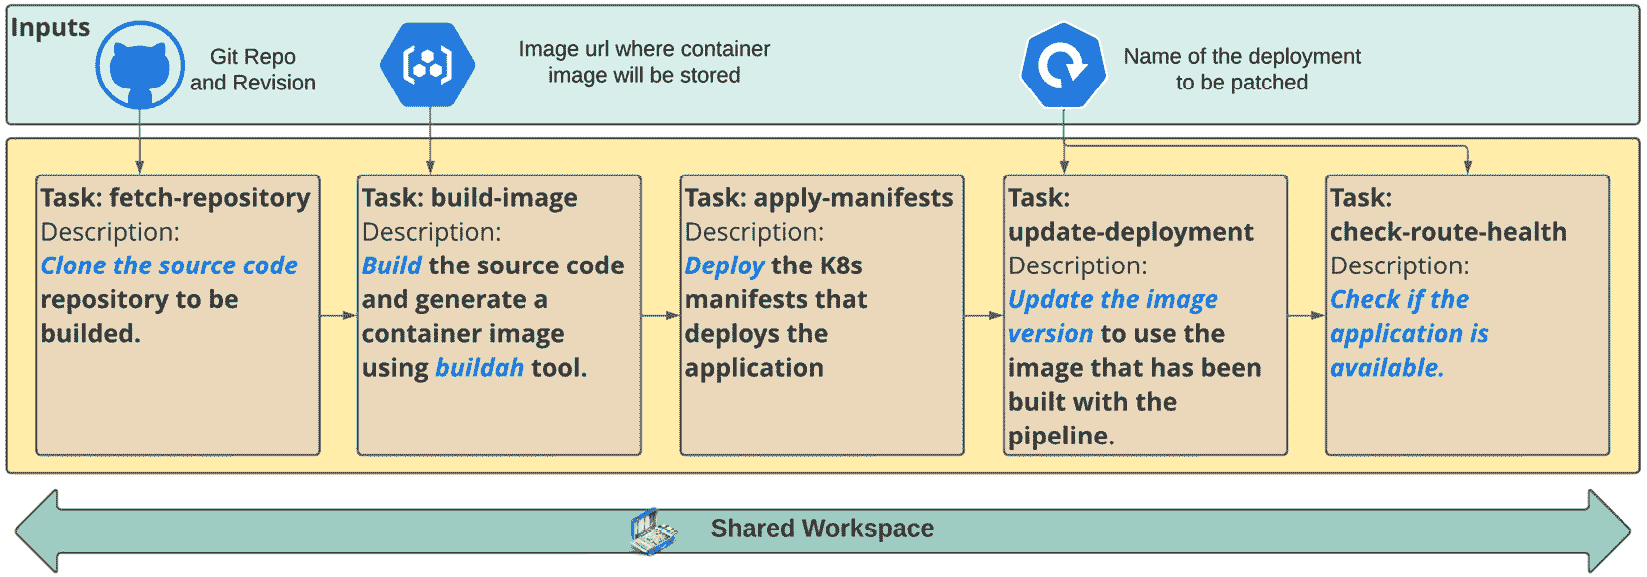 Inputs
Git Repo
and Revision
Image url where container
image will be stored
Name of the deployment
to be patched
Task: fetch-repository
Description:
Clone the source code
repository to be
builded.
Task: build-image
Description:
Build the source code
and generate a
container image
using buildah tool.
Task: apply-manifests
Description:
Deploy the K8s
manifests that
deploys the
application
Task:
update-deployment
Description:
Update the image
version to use the
image that has been
built with the
pipeline.
Task:
check-route-health
Description:
Check if the
application is
available.
Shared Workspace